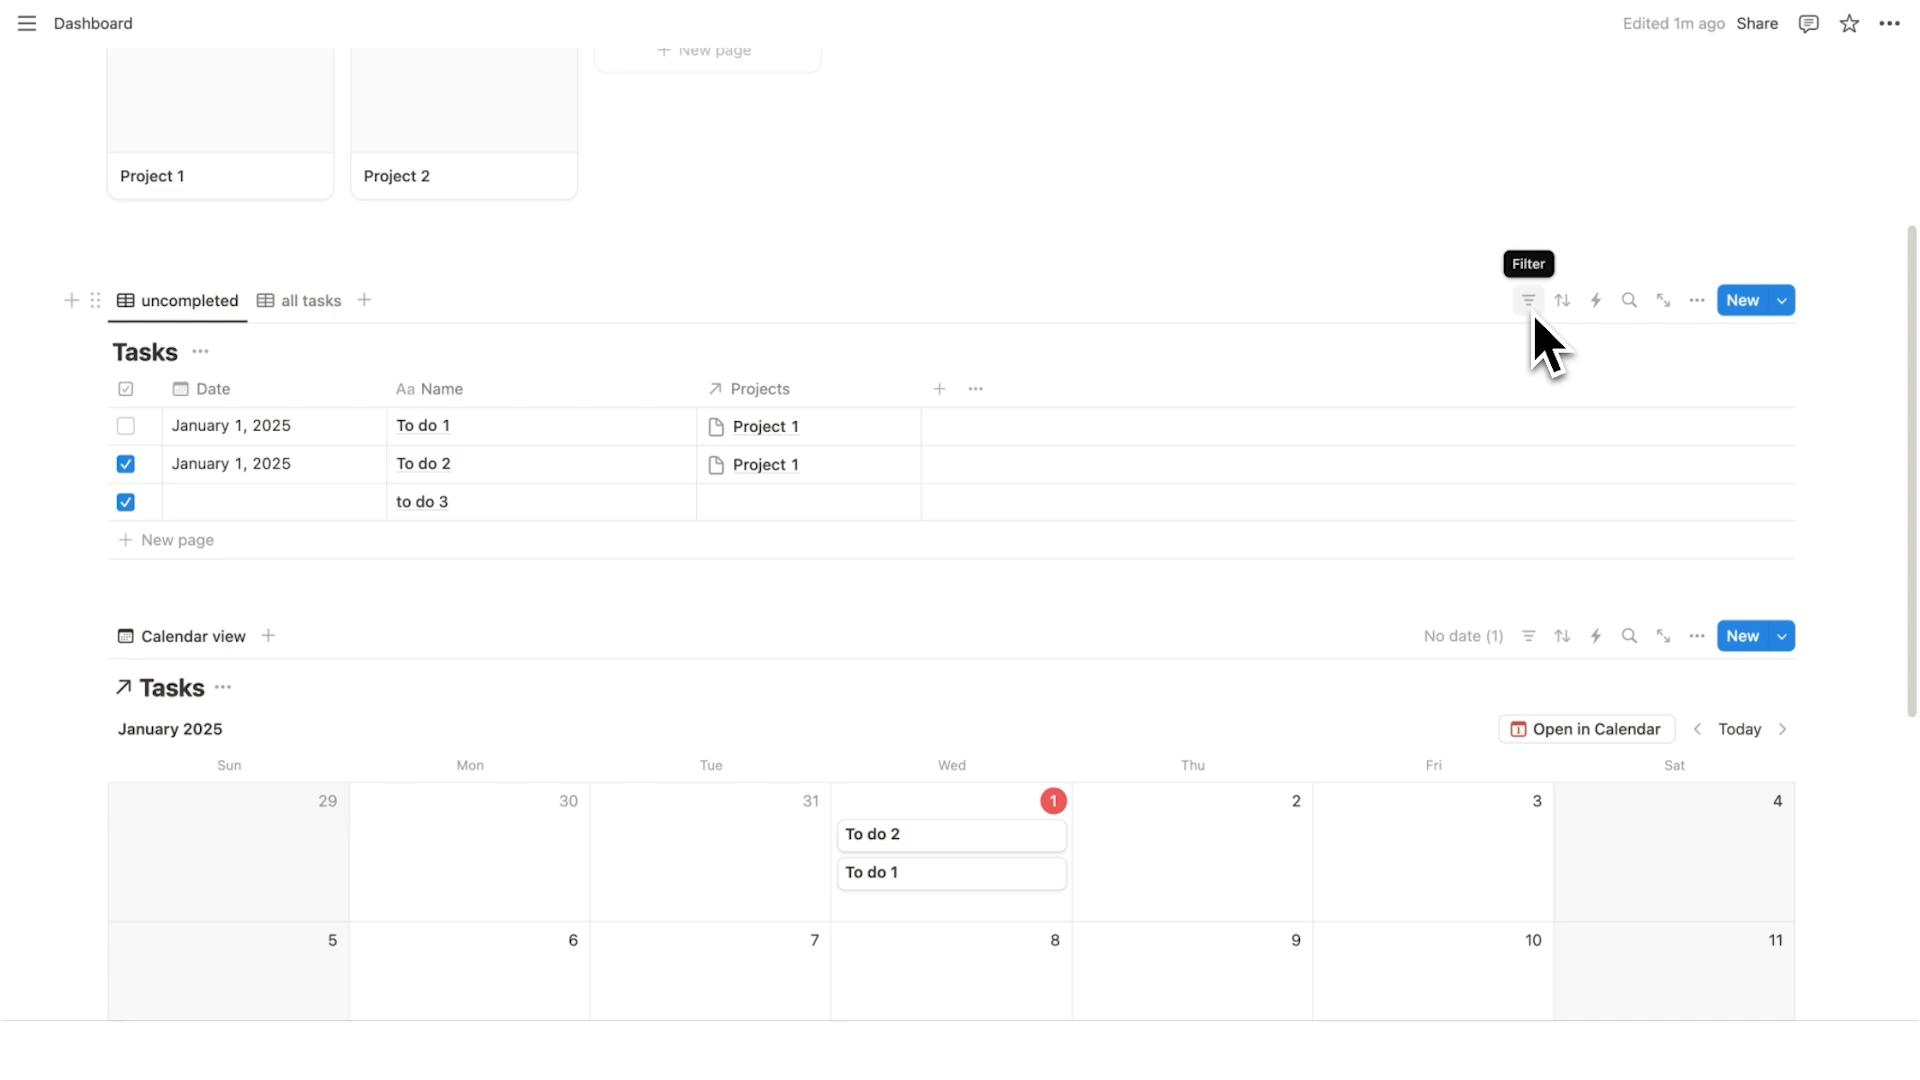 Dashboard
Edited 1m ago Share
New page
Project 1 Project 2
Filter
uncompleted all tasks New
Tasks
Date Aa Name Projects
January 1, 2025 To do 1 Project 1
January 1, 2025 To do 2 Project 1
to do 3
New page
Calendar view No date (1) New
Tasks
January 2025 1 Open in Calendar Today
Sun Mon Tue Wed Thu Fri Sat
29 30 31 1 2 3 4
To do 2
To do 1
5 6 7 8 9 10 11